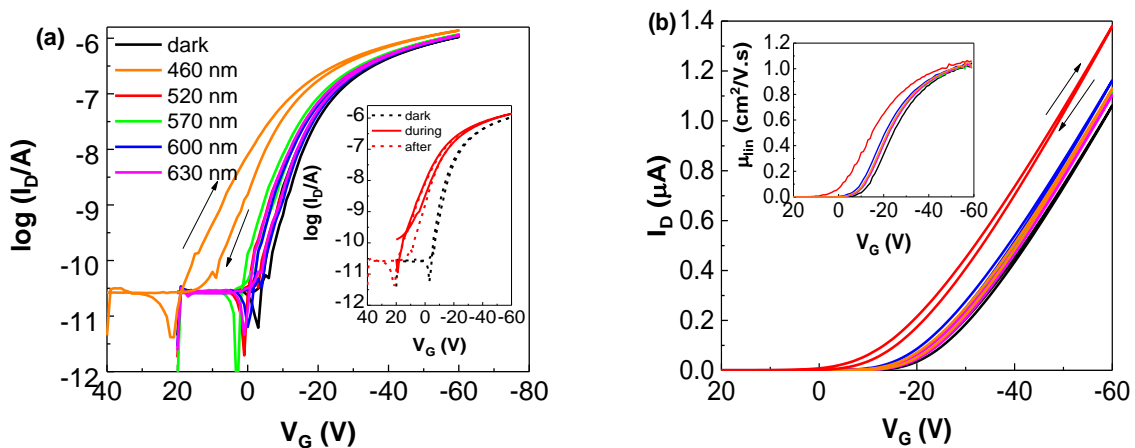 (a)
dark
460 nm
520 nm
570 nm
600 nm
630 nm
log (I_D/A)
-6
-7
-8
-9
-10
-11
-12
40 20 0 -20 -40 -60 -80
V_G (V)
dark
during
after
log (I_D/A)
-6
-7
-8
-9
-10
-11
-12
40 20 0 -20 -40 -60
V_G (V)
(b)
I_D (μA)
1.4
1.2
1.0
0.8
0.6
0.4
0.2
0.0
20 0 -20 -40 -60
V_G (V)
μ_lin (cm²/V.s)
1.2
1.0
0.8
0.6
0.4
0.2
0.0
20 0 -20 -40 -60
V_G (V)